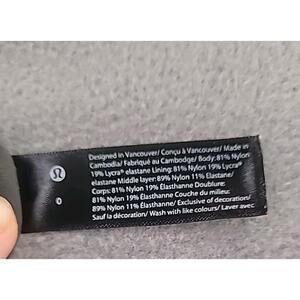 Designed in Vancouver/ Conçu à Vancouver/ Made in
Cambodia/ Fabriqué au Cambodge/ Body: 81% Nylon
19% Lycra® elastane Lining: 81% Nylon 19% Lycra®
elastane Middle layer: 89% Nylon 11% Elastane/
Corps: 81% Nylon 19% Élasthanne Doublure:
81% Nylon 19% Élasthanne Couche du milieu:
89% Nylon 11% Élasthanne/ Exclusive of decoration/
Sauf la décoration/ Wash with like colours/ Laver avec